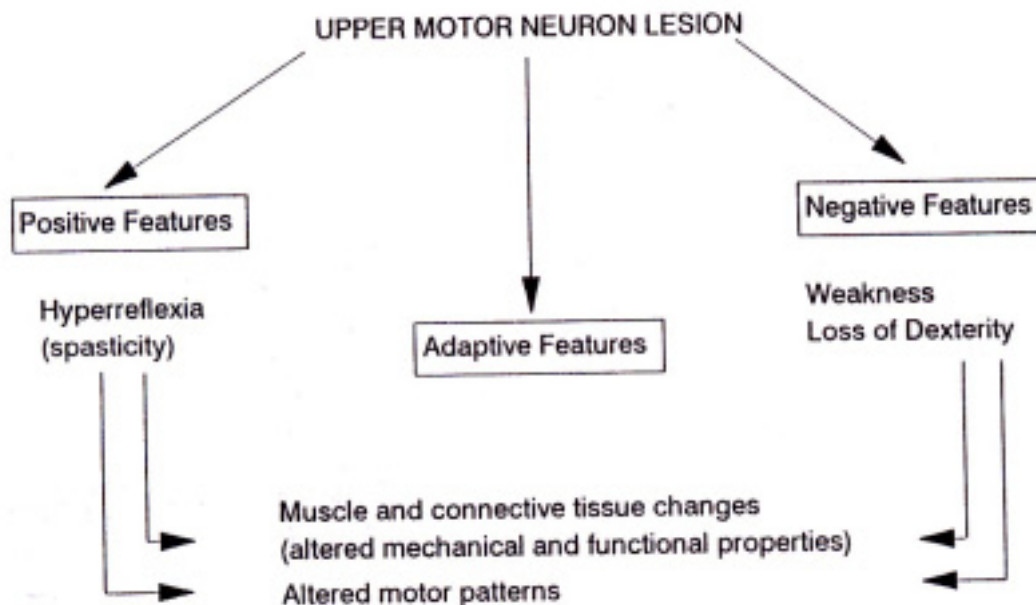 UPPER MOTOR NEURON LESION
Positive Features
Negative Features
Hyperreflexia
(spasticity)
Adaptive Features
Weakness
Loss of Dexterity
Muscle and connective tissue changes
(altered mechanical and functional properties)
Altered motor patterns